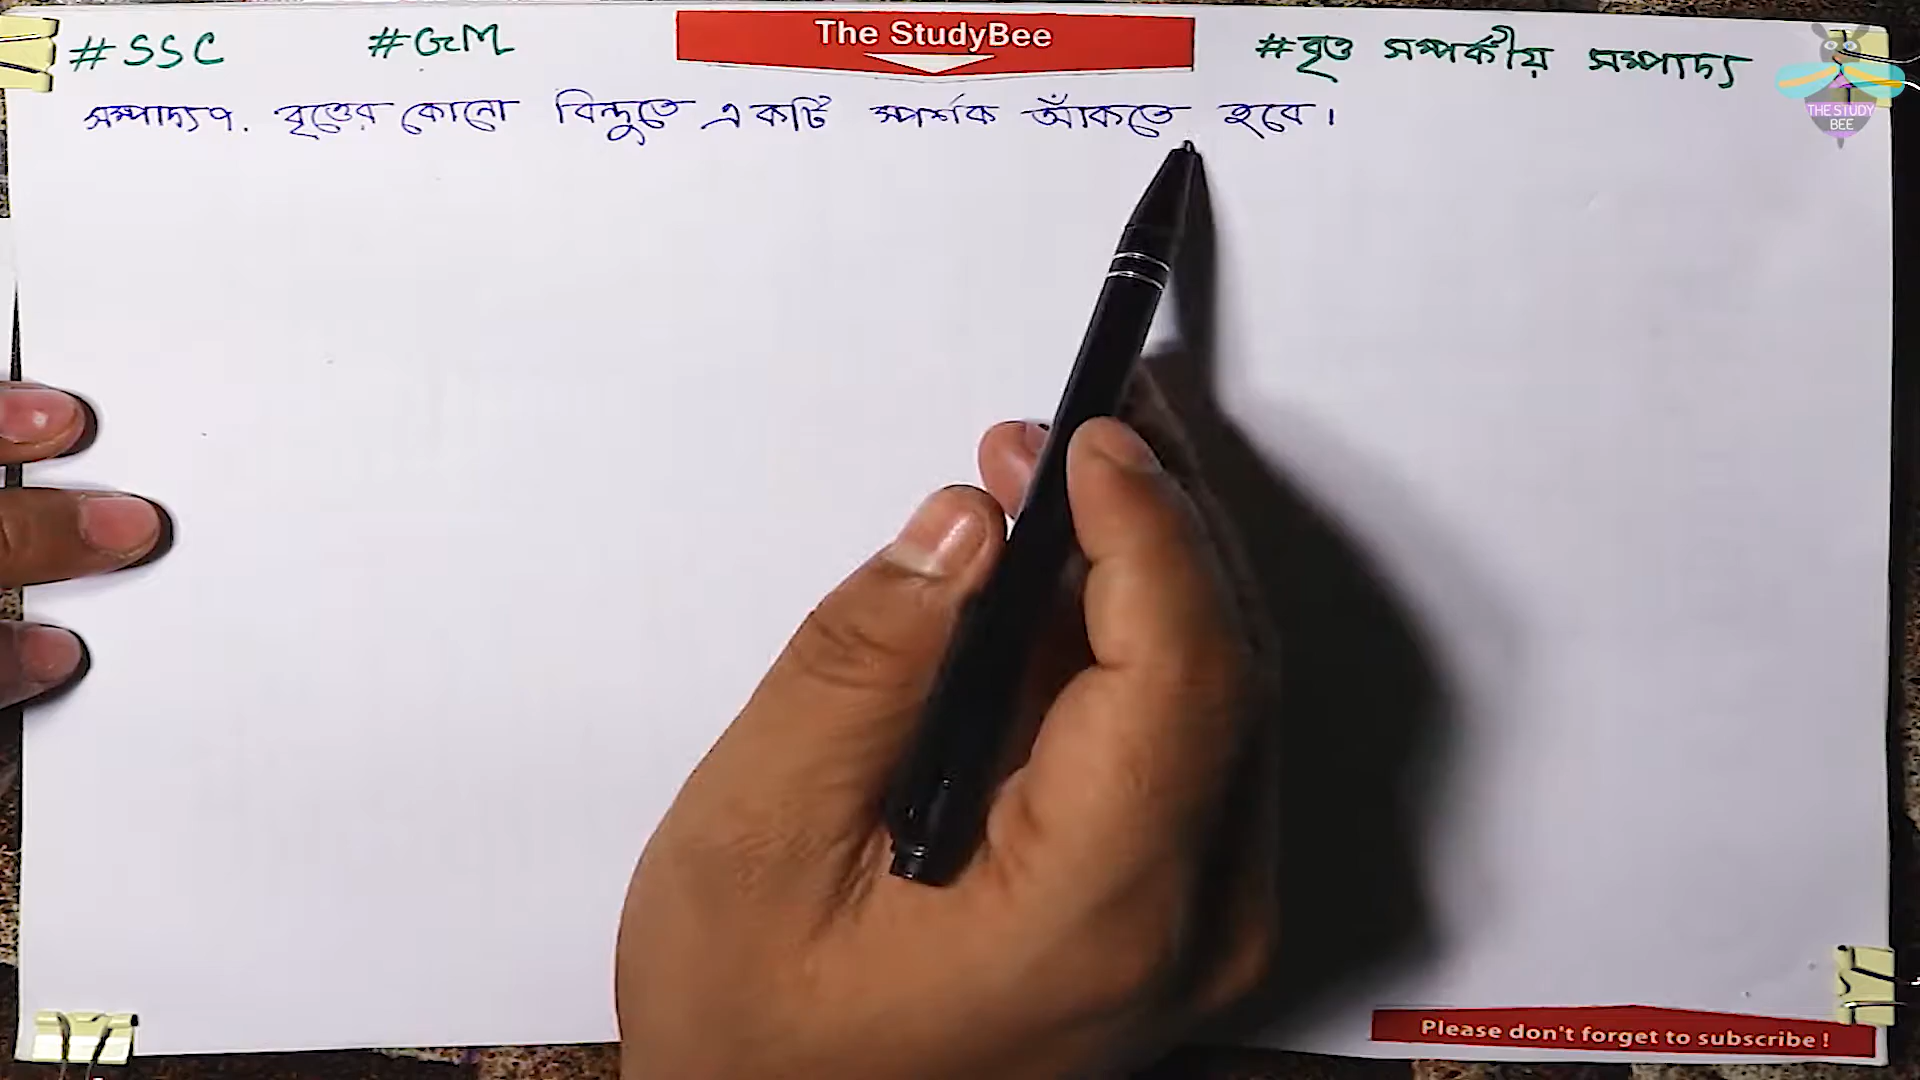 #SSC #GM The StudyBee #বৃত্ত সম্পর্কীয় সম্পাদ্য
THE STUDY
BEE
সম্পাদ্য ৭. বৃত্তের কোনো বিন্দুতে একটি স্পর্শক আঁকতে হবে।
Please don't forget to subscribe !